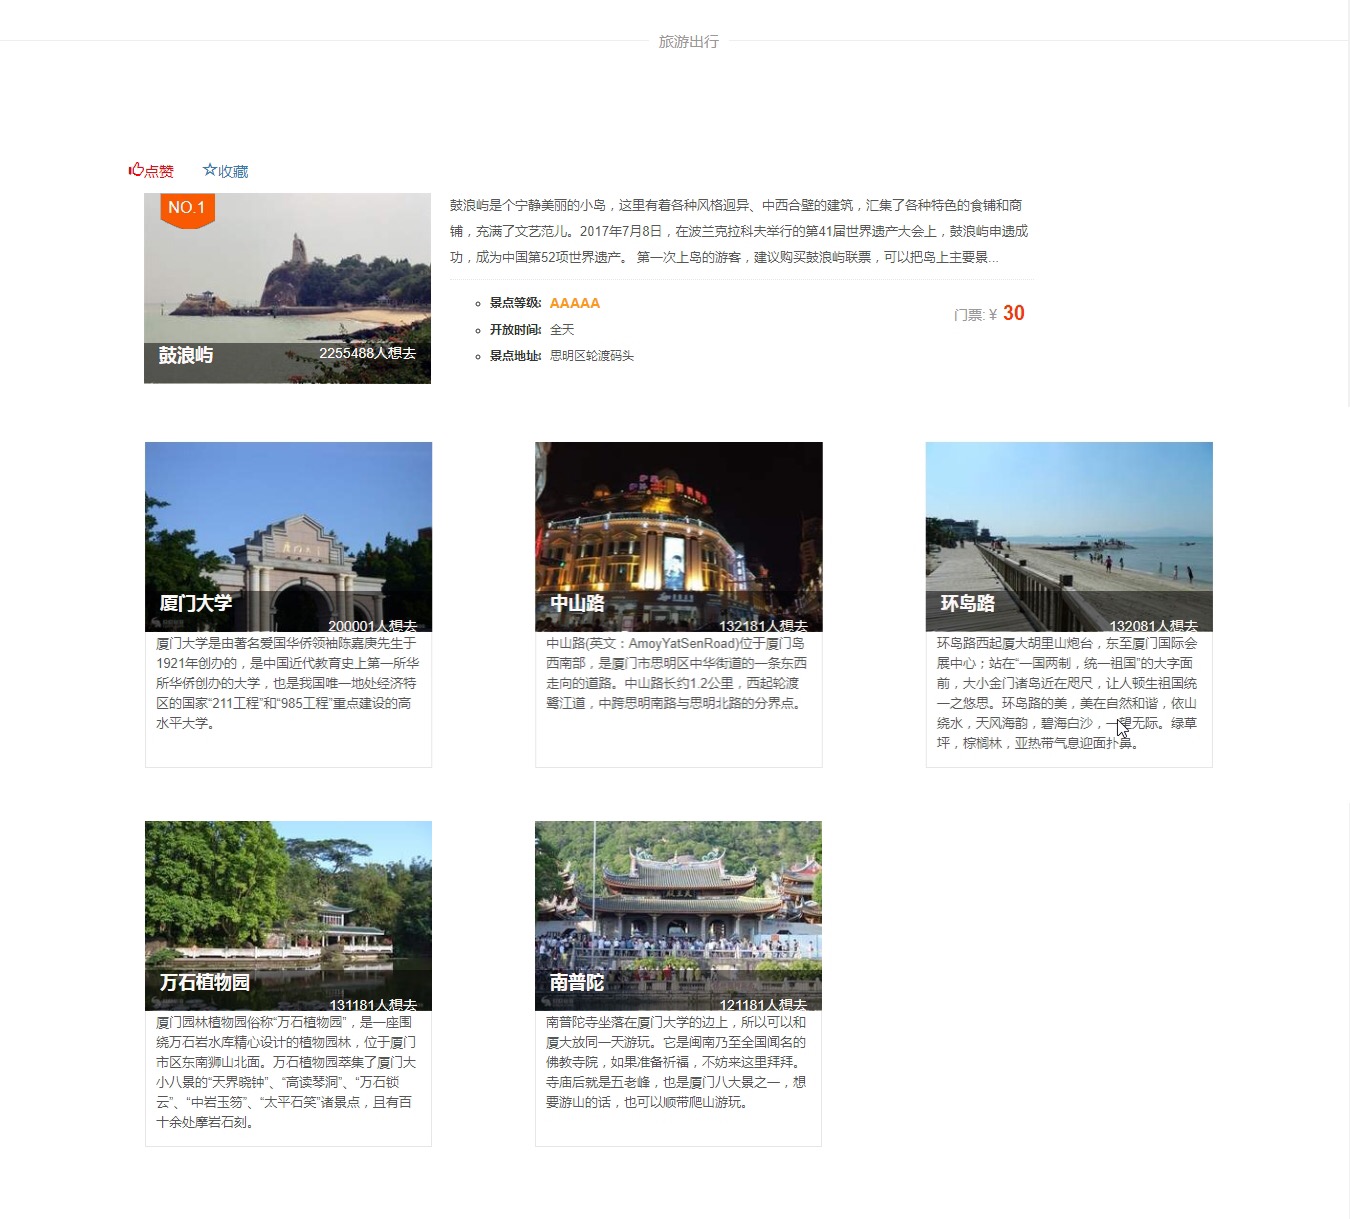 旅游出行
点赞 收藏
NO.1
鼓浪屿
2255488人想去
鼓浪屿是个宁静美丽的小岛，这里有着各种风格迥异、中西合壁的建筑，汇集了各种特色的食铺和商
铺，充满了文艺范儿。2017年7月8日，在波兰克拉科夫举行的第41届世界遗产大会上，鼓浪屿申遗成
功，成为中国第52项世界遗产。 第一次上岛的游客，建议购买鼓浪屿联票，可以把岛上主要景...
景点等级: AAAAA
开放时间: 全天
景点地址: 思明区轮渡码头
门票: ¥ 30
厦门大学
200001人想去
厦门大学是由著名爱国华侨领袖陈嘉庚先生于
1921年创办的，是中国近代教育史上第一所华
所华侨创办的大学，也是我国唯一地处经济特
区的国家“211工程”和“985工程”重点建设的高
水平大学。
中山路
132181人想去
中山路(英文：AmoyYatSenRoad)位于厦门岛
西南部，是厦门市思明区中华街道的一条东西
走向的道路。中山路长约1.2公里，西起轮渡
鹭江道，中跨思明南路与思明北路的分界点。
环岛路
132081人想去
环岛路西起厦大胡里山炮台，东至厦门国际会
展中心；站在“一国两制，统一祖国”的大字面
前，大小金门诸岛近在咫尺，让人顿生祖国统
一之悠思。环岛路的美，美在自然和谐，依山
绕水，天风海韵，碧海白沙，一望无际。绿草
坪，棕榈林，亚热带气息迎面扑鼻。
万石植物园
131181人想去
厦门园林植物园俗称“万石植物园”，是一座围
绕万石岩水库精心设计的植物园林，位于厦门
市区东南狮山北面。万石植物园萃集了厦门大
小八景的“天界晓钟”、“高读琴洞”、“万石锁
云”、“中岩玉笏”、“太平石笑”诸景点，且有百
十余处摩岩石刻。
南普陀
121181人想去
南普陀寺坐落在厦门大学的边上，所以可以和
厦大放同一天游玩。它是闽南乃至全国闻名的
佛教寺院，如果准备祈福，不妨来这里拜拜。
寺庙后就是五老峰，也是厦门八大景之一，想
要游山的话，也可以顺带爬山游玩。